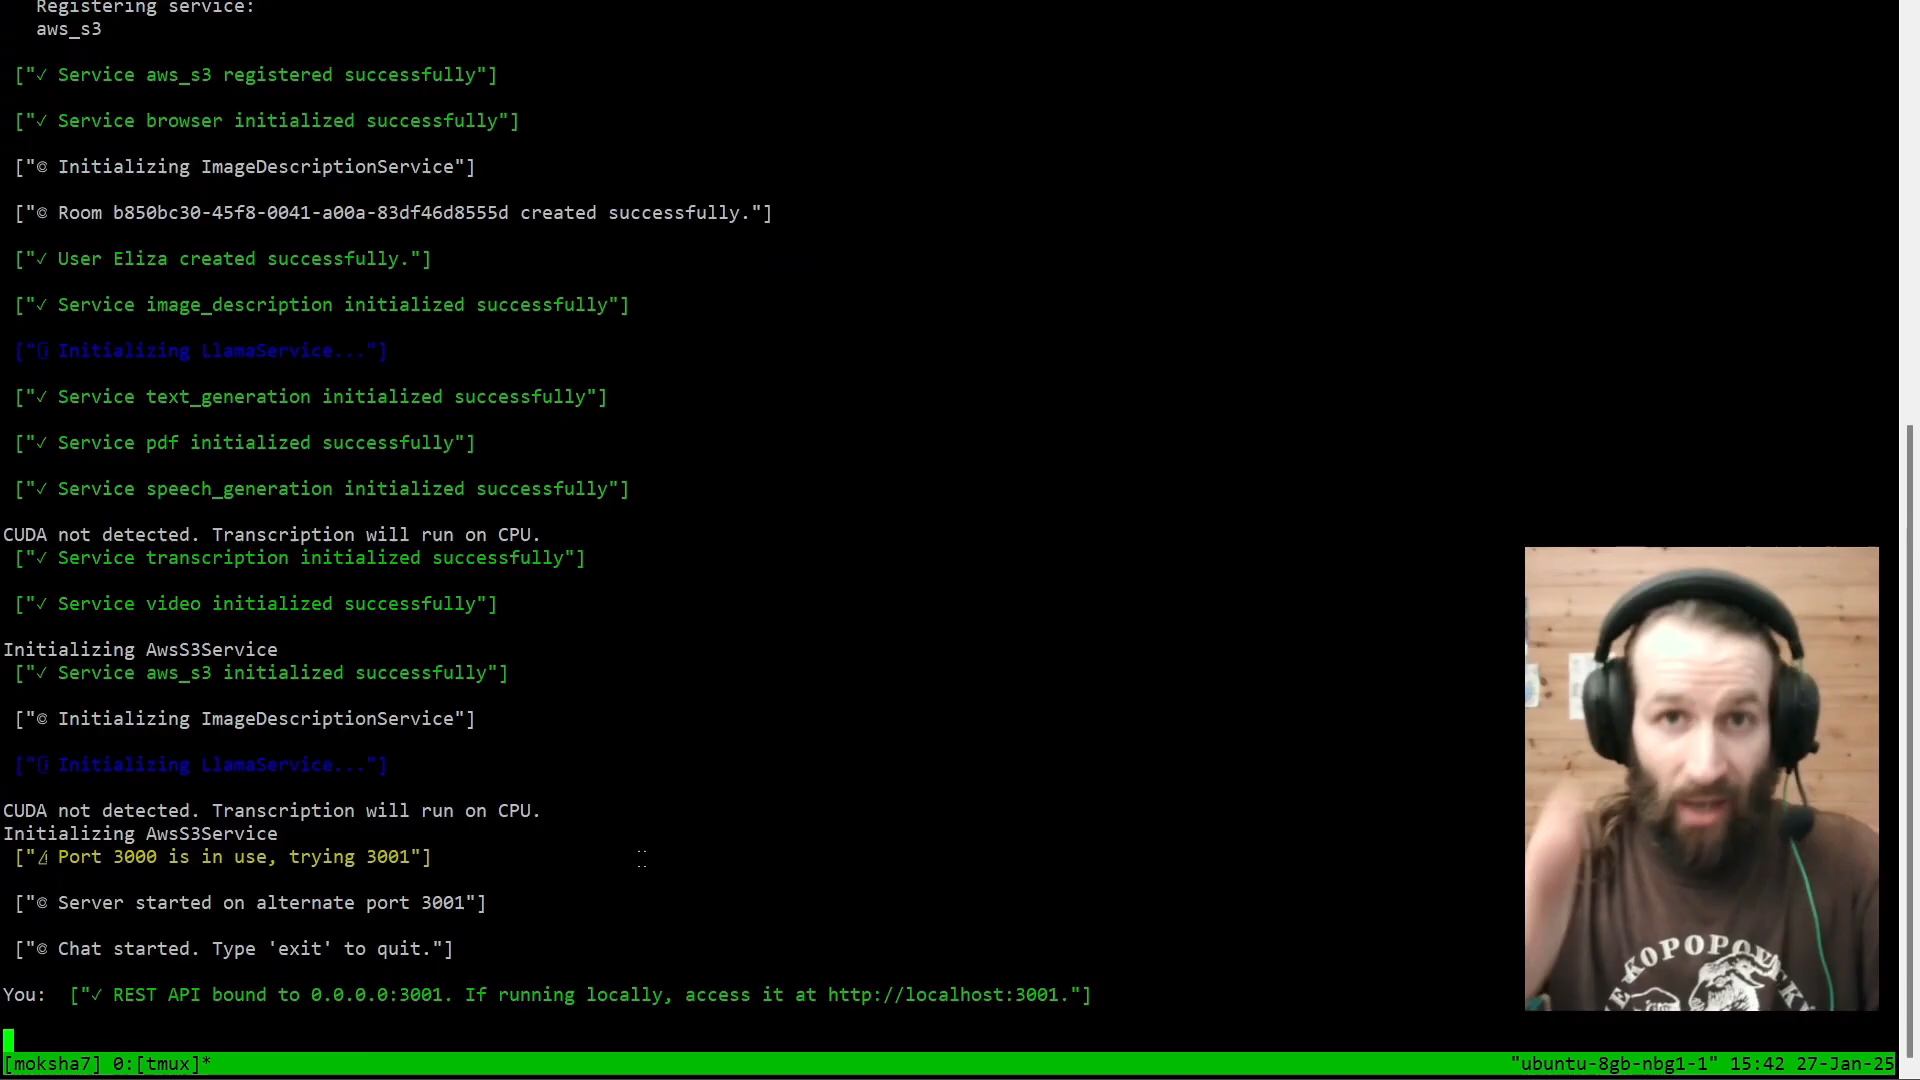 Registering service:
aws_s3
["✓ Service aws_s3 registered successfully"]
["✓ Service browser initialized successfully"]
["© Initializing ImageDescriptionService"]
["© Room b850bc30-45f8-0041-a00a-83df46d8555d created successfully."]
["✓ User Eliza created successfully."]
["✓ Service image_description initialized successfully"]
["▯ Initializing LlamaService..."]
["✓ Service text_generation initialized successfully"]
["✓ Service pdf initialized successfully"]
["✓ Service speech_generation initialized successfully"]
CUDA not detected. Transcription will run on CPU.
["✓ Service transcription initialized successfully"]
["✓ Service video initialized successfully"]
Initializing AwsS3Service
["✓ Service aws_s3 initialized successfully"]
["© Initializing ImageDescriptionService"]
["▯ Initializing LlamaService..."]
CUDA not detected. Transcription will run on CPU.
Initializing AwsS3Service
["⚠ Port 3000 is in use, trying 3001"]
["© Server started on alternate port 3001"]
["© Chat started. Type 'exit' to quit."]
You:  ["✓ REST API bound to 0.0.0.0:3001. If running locally, access it at http://localhost:3001."]
[moksha7] 0:[tmux]* "ubuntu-8gb-nbg1-1" 15:42 27-Jan-25